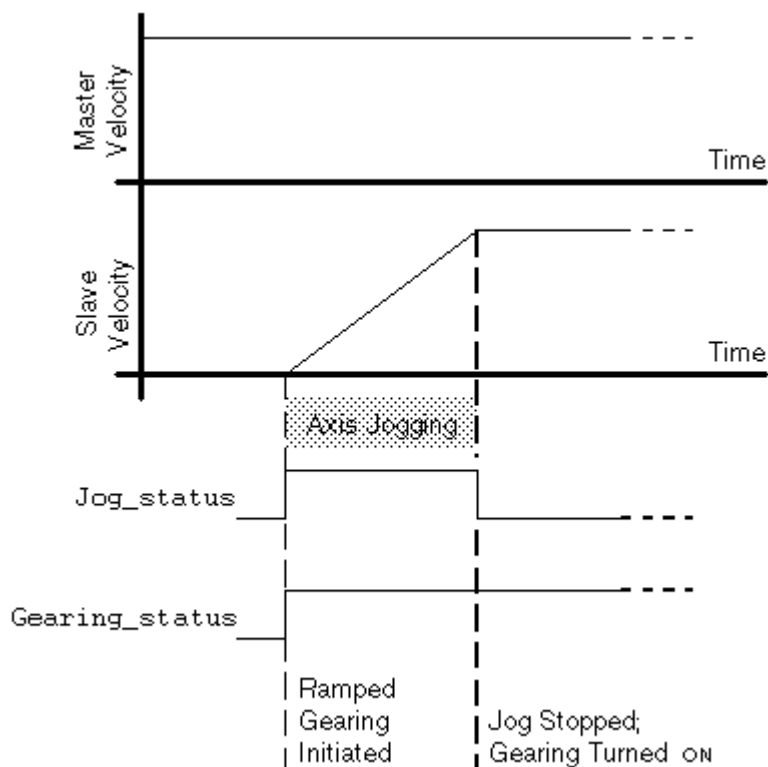 Master
Velocity
Time
Slave
Velocity
Time
Axis Jogging
Jog_status
Gearing_status
Ramped
Gearing
Initiated
Jog Stopped;
Gearing Turned ON